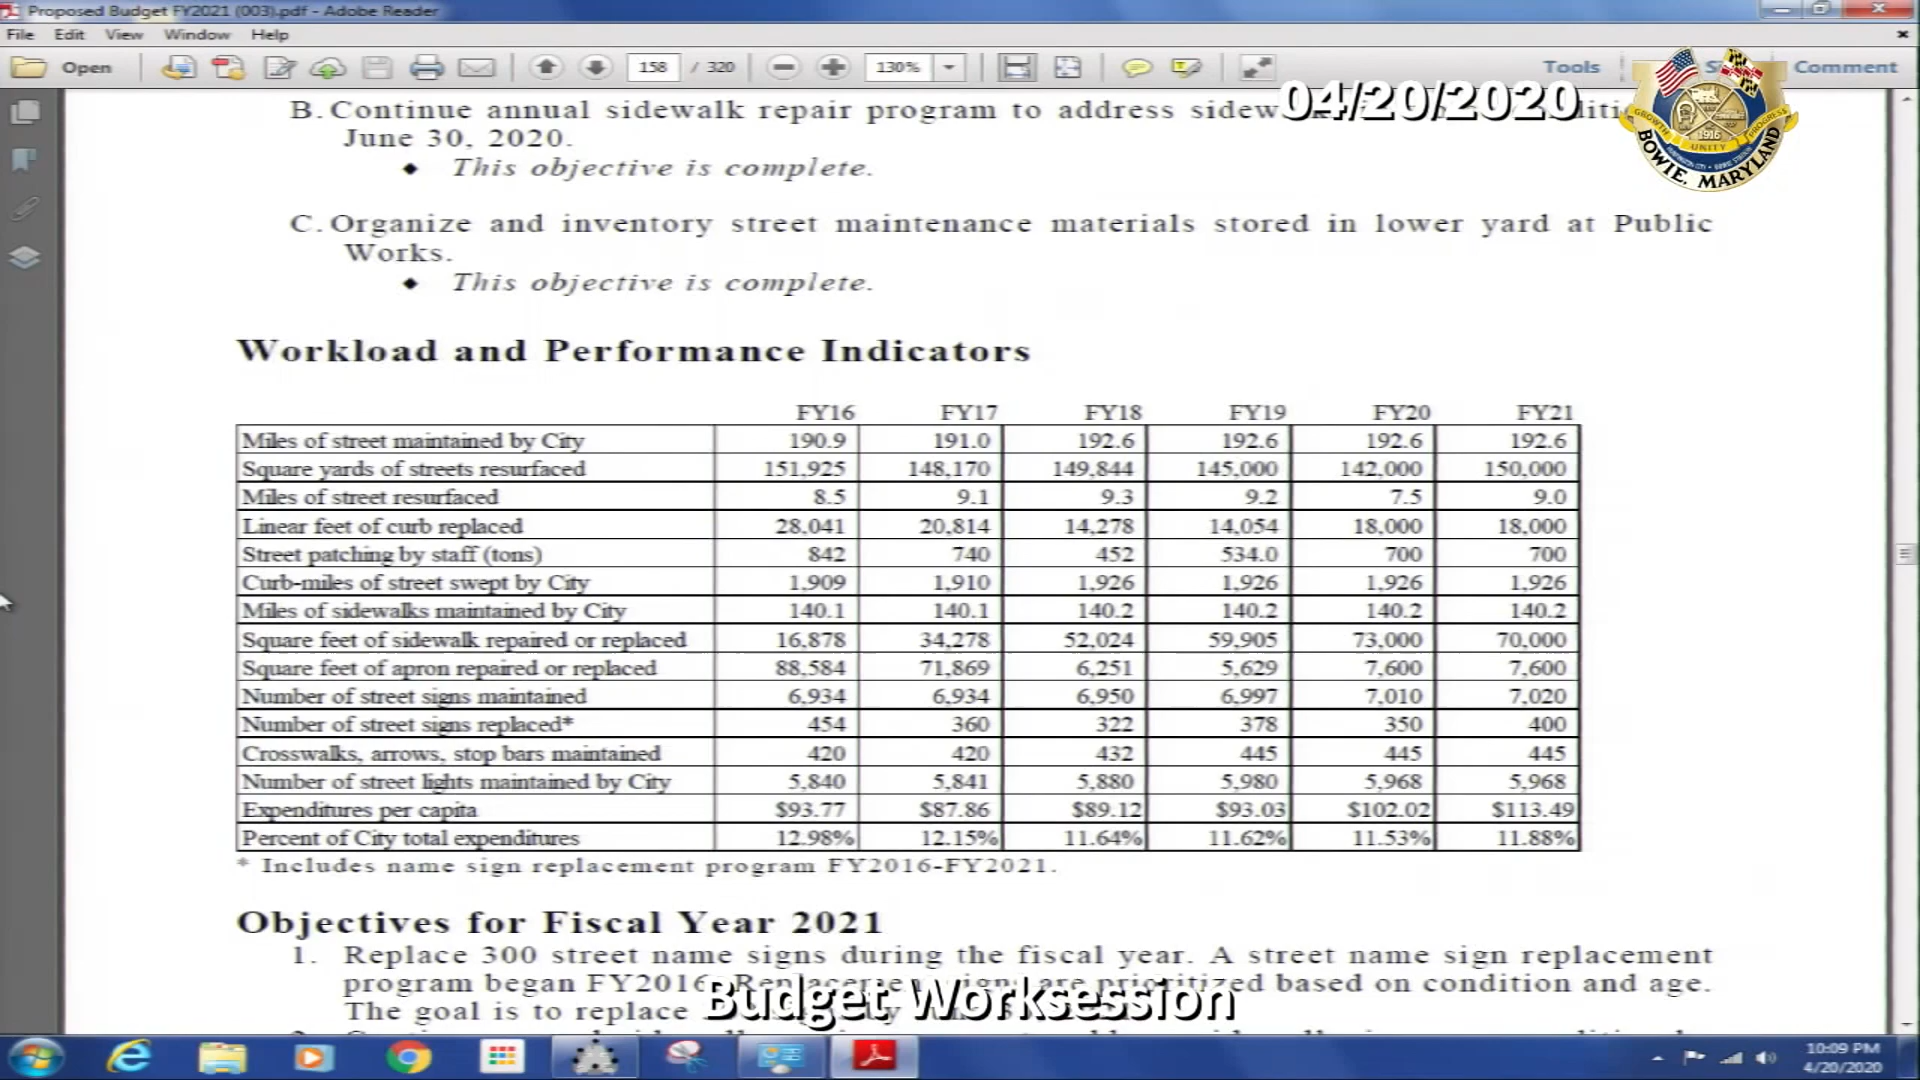 Proposed Budget FY2021 (003).pdf - Adobe Reader
File Edit View Window Help
Open 158 / 320 130% Tools Comment
04/20/2020
GROWTH UNITY PROGRESS
1916
BOWIE, MARYLAND
B. Continue annual sidewalk repair program to address
June 30, 2020.
◆ This objective is complete.
C. Organize and inventory street maintenance materials stored in lower yard at Public
Works.
◆ This objective is complete.
Workload and Performance Indicators
FY16 FY17 FY18 FY19 FY20 FY21
Miles of street maintained by City 190.9 191.0 192.6 192.6 192.6 192.6
Square yards of streets resurfaced 151,925 148,170 149,844 145,000 142,000 150,000
Miles of street resurfaced 8.5 9.1 9.3 9.2 7.5 9.0
Linear feet of curb replaced 28,041 20,814 14,278 14,054 18,000 18,000
Street patching by staff (tons) 842 740 452 534.0 700 700
Curb-miles of street swept by City 1,909 1,910 1,926 1,926 1,926 1,926
Miles of sidewalks maintained by City 140.1 140.1 140.2 140.2 140.2 140.2
Square feet of sidewalk repaired or replaced 16,878 34,278 52,024 59,905 73,000 70,000
Square feet of apron repaired or replaced 88,584 71,869 6,251 5,629 7,600 7,600
Number of street signs maintained 6,934 6,934 6,950 6,997 7,010 7,020
Number of street signs replaced* 454 360 322 378 350 400
Crosswalks, arrows, stop bars maintained 420 420 432 445 445 445
Number of street lights maintained by City 5,840 5,841 5,880 5,980 5,968 5,968
Expenditures per capita $93.77 $87.86 $89.12 $93.03 $102.02 $113.49
Percent of City total expenditures 12.98% 12.15% 11.64% 11.62% 11.53% 11.88%
* Includes name sign replacement program FY2016-FY2021.
Objectives for Fiscal Year 2021
1. Replace 300 street name signs during the fiscal year. A street name sign replacement
program began FY2016. Replacement signs are prioritized based on condition and age.
The goal is to replace
Budget Worksession
10:09 PM
4/20/2020